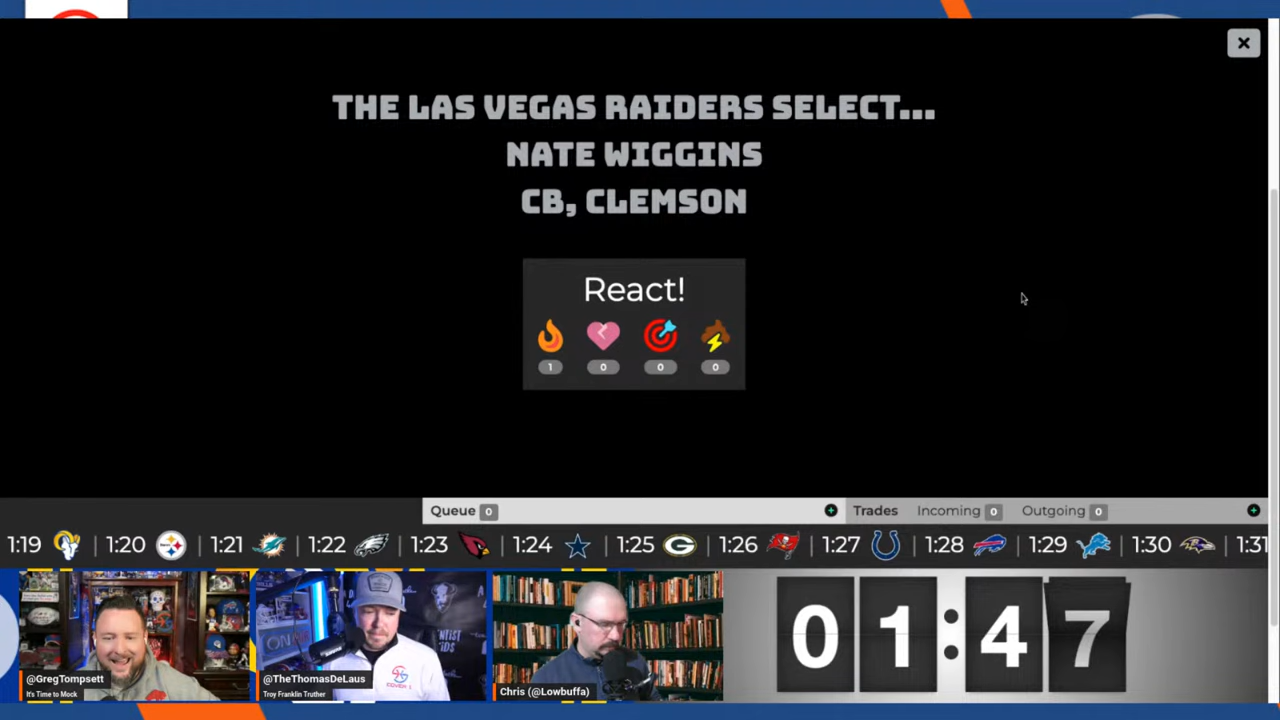 THE LAS VEGAS RAIDERS SELECT...
NATE WIGGINS
CB, CLEMSON
React!
1 0 0 0
Queue 0 Trades Incoming 0 Outgoing 0
1:19 | 1:20 | 1:21 | 1:22 | 1:23 | 1:24 | 1:25 | 1:26 | 1:27 | 1:28 | 1:29 | 1:30 | 1:31
01:47
@GregTompsett
It's Time to Mock
@TheThomasDeLaus
Troy Franklin Truther
COVER 1
Chris (@Lowbuffa)